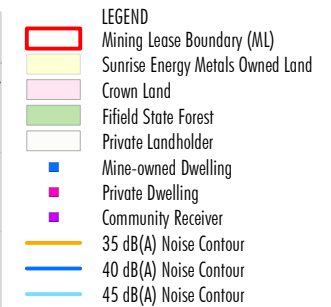 LEGEND
Mining Lease Boundary (ML)
Sunrise Energy Metals Owned Land
Crown Land
Fifield State Forest
Private Landholder
Mine-owned Dwelling
Private Dwelling
Community Receiver
35 dB(A) Noise Contour
40 dB(A) Noise Contour
45 dB(A) Noise Contour